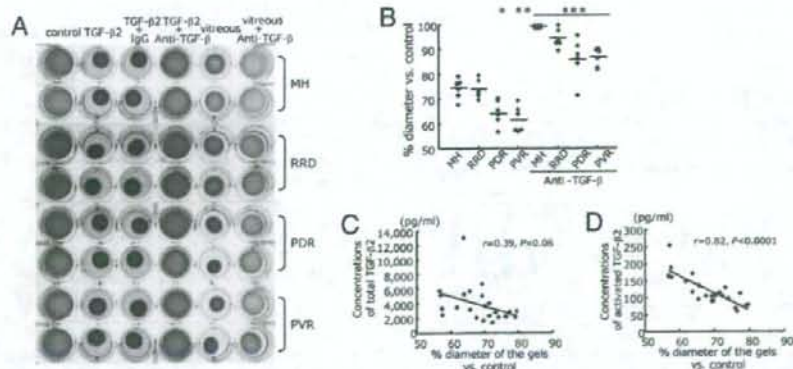 A
control TGF-β2 TGF-β2 + IgG TGF-β2 + Anti-TGF-β vitreous vitreous + Anti-TGF-β
MH
RRD
PDR
PVR
B
* ** ***
% diameter vs. control
100
90
80
70
60
50
MH RRD PDR PVR MH RRD PDR PVR
Anti-TGF-β
C
(pg/ml)
Concentrations of total TGF-β2
14,000
12,000
10,000
8,000
6,000
4,000
2,000
r=0.39, P=0.06
50 60 70 80 90
% diameter of the gels vs. control
D
(pg/ml)
Concentrations of activated TGF-β2
300
250
200
150
100
50
0
r=0.82, P<0.0001
50 60 70 80 90
% diameter of the gels vs. control